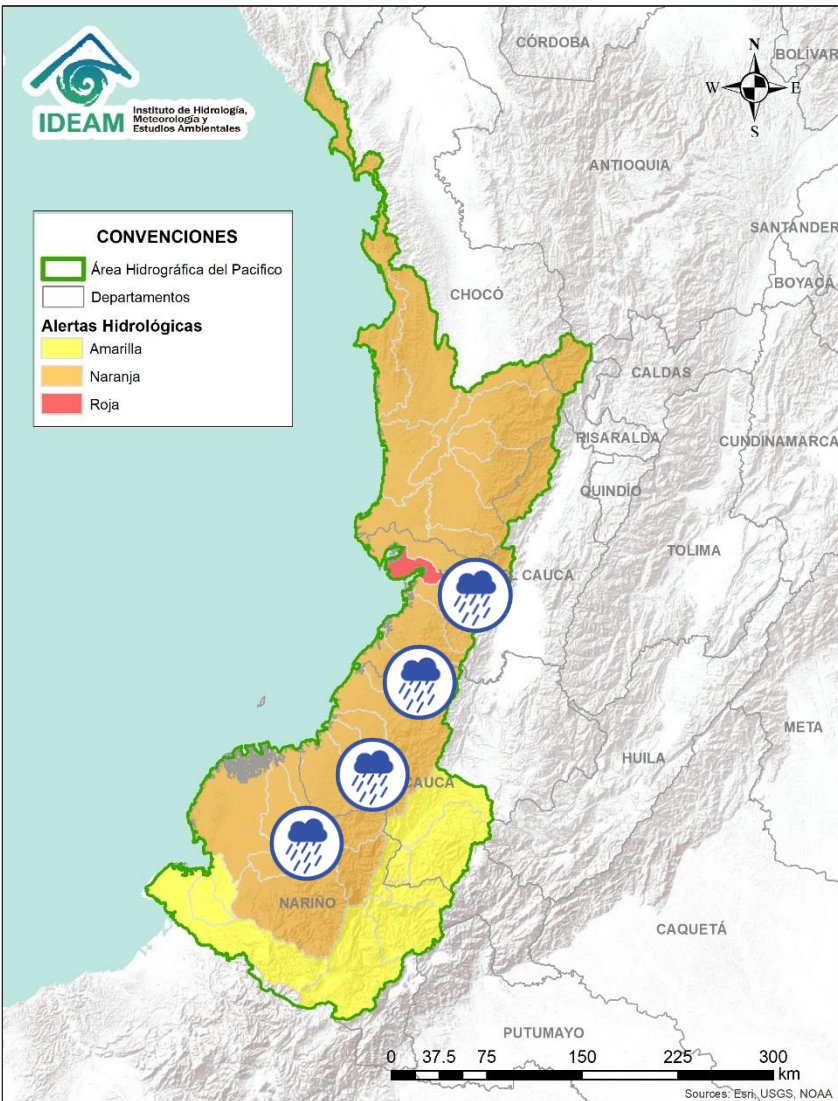 IDEAM
Instituto de Hidrología,
Meteorología y
Estudios Ambientales
N
W
E
S
CÓRDOBA
BOLÍVAR
ANTIOQUIA
SANTANDER
BOYACÁ
CHOCÓ
CALDAS
RISARALDA
CUNDINAMARCA
QUINDÍO
TOLIMA
CAUCA
META
HUILA
CAUCA
NARIÑO
CAQUETÁ
PUTUMAYO
CONVENCIONES
Área Hidrográfica del Pacifico
Departamentos
Alertas Hidrológicas
Amarilla
Naranja
Roja
0 37.5 75 150 225 300
km
Sources: Esri, USGS, NOAA